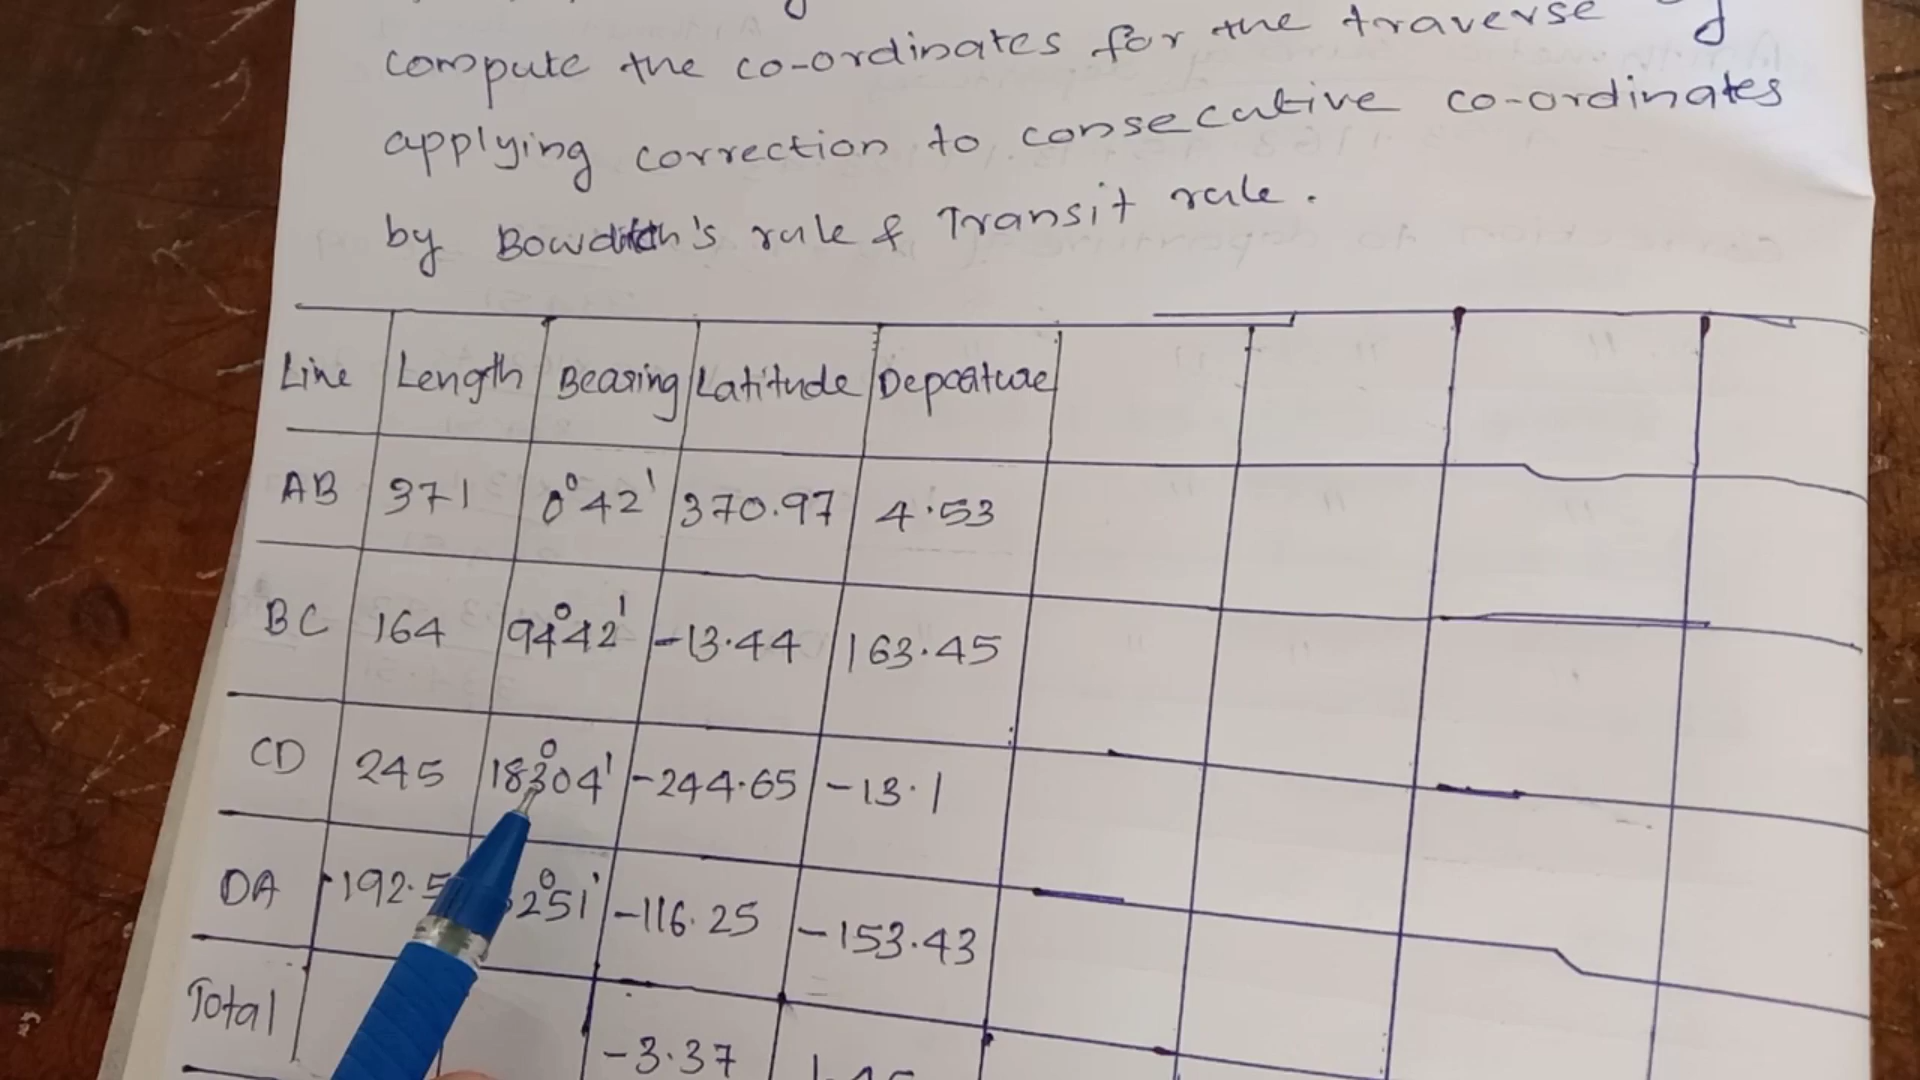 compute the co-ordinates for the traverse
applying correction to consecutive co-ordinates
by Bowditch's rule & Transit rule.
Line Length Bearing Latitude Departure
AB 371 0°42' 370.97 4.53
BC 164 94°42' -13.44 163.45
CD 245 183°04' -244.65 -13.1
DA 192.5 251' -116.25 -153.43
Total -3.37